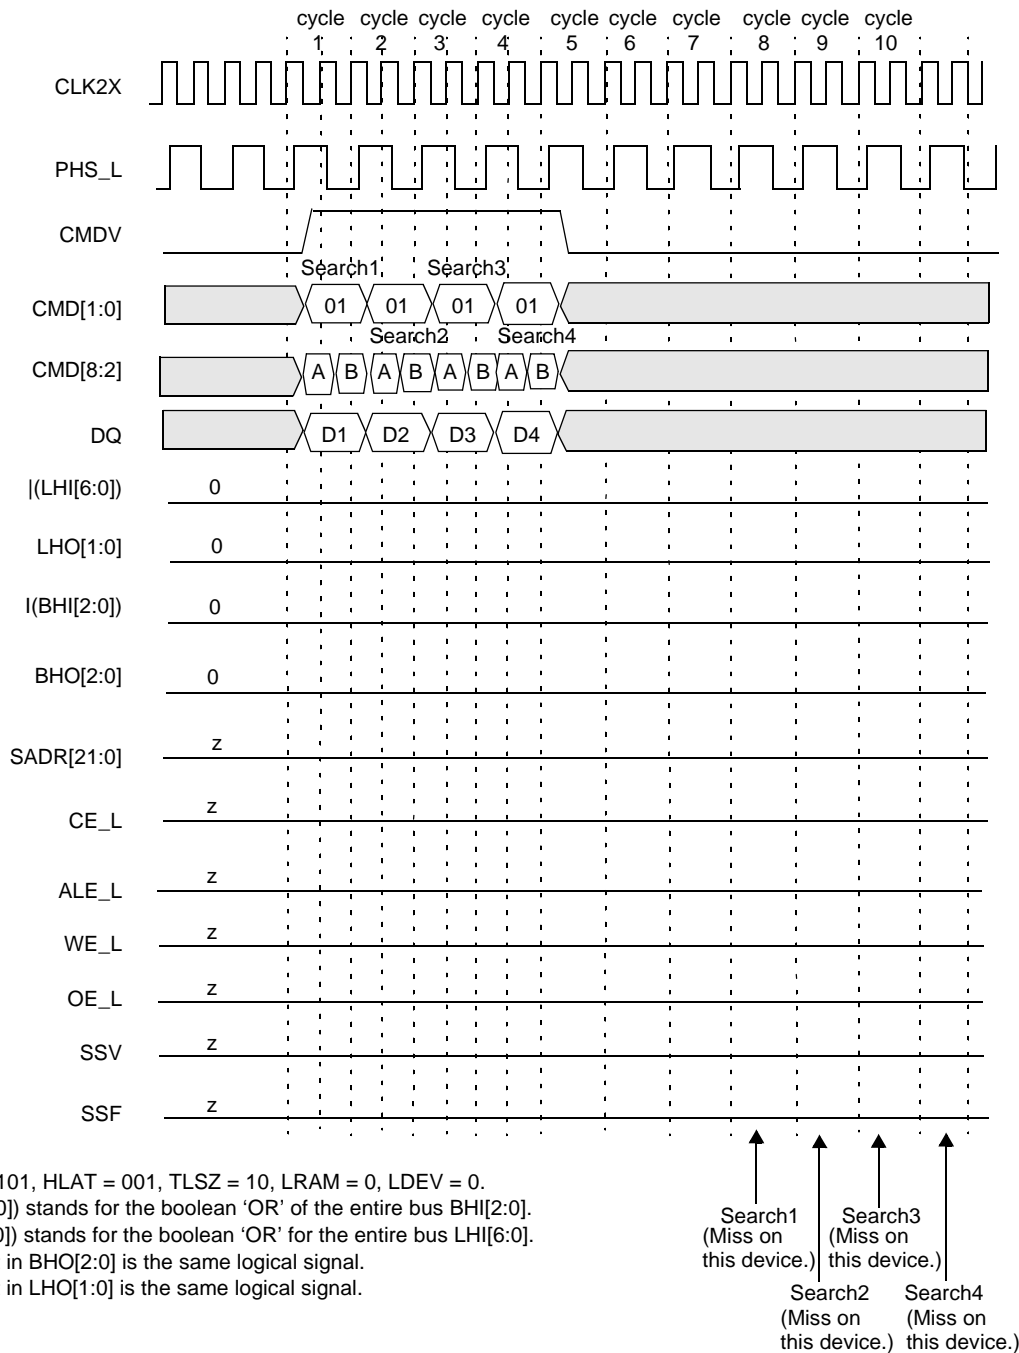 cycle cycle cycle cycle cycle cycle cycle cycle cycle cycle
1 2 3 4 5 6 7 8 9 10
CLK2X
PHS_L
CMDV
Search1 Search3
CMD[1:0] 01 01 01 01
Search2 Search4
CMD[8:2] A B A B A B A B
DQ D1 D2 D3 D4
|(LHI[6:0]) 0
LHO[1:0] 0
I(BHI[2:0]) 0
BHO[2:0] 0
SADR[21:0] z
CE_L z
ALE_L z
WE_L z
OE_L z
SSV z
SSF z
101, HLAT = 001, TLSZ = 10, LRAM = 0, LDEV = 0.
0]) stands for the boolean ‘OR’ of the entire bus BHI[2:0].
0]) stands for the boolean ‘OR’ for the entire bus LHI[6:0].
in BHO[2:0] is the same logical signal.
in LHO[1:0] is the same logical signal.
Search1
(Miss on
this device.)
Search3
(Miss on
this device.)
Search2
(Miss on
this device.)
Search4
(Miss on
this device.)